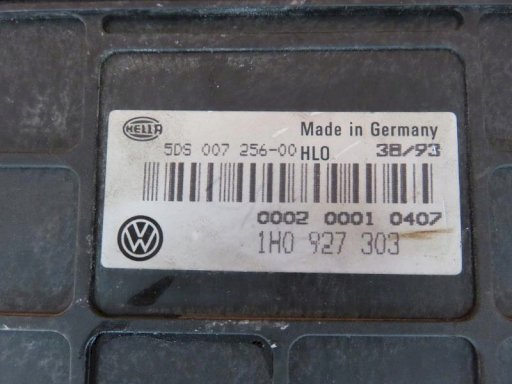 HELLA
Made in Germany
5DS 007 256-00 HLO 38/93
0002 0001 0407
1H0 927 303